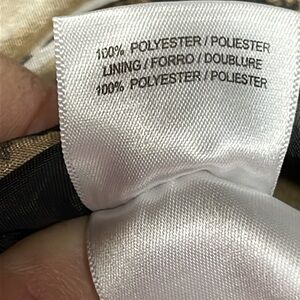 100% POLYESTER / POLIESTER
LINING / FORRO / DOUBLURE
100% POLYESTER / POLIESTER